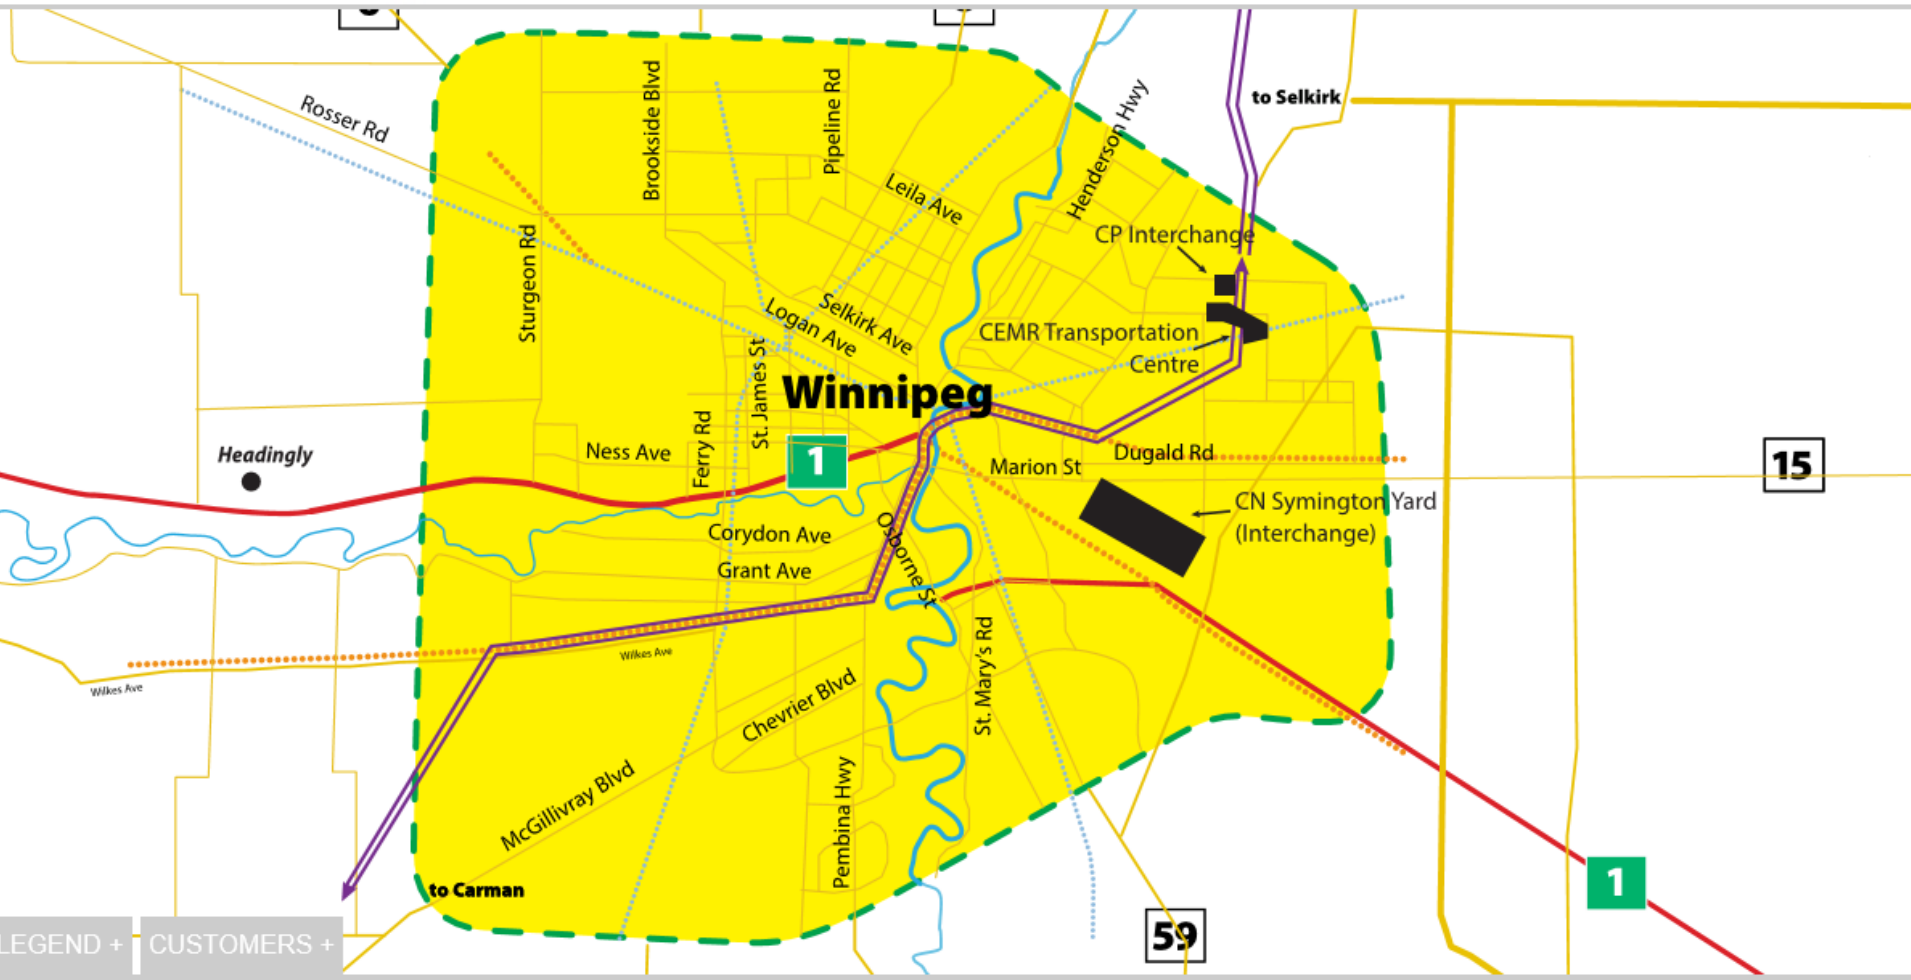 to Selkirk
Rosser Rd
Brookside Blvd
Pipeline Rd
Henderson Hwy
Leila Ave
CP Interchange
Sturgeon Rd
Selkirk Ave
Logan Ave
CEMR Transportation
Centre
St. James St
Winnipeg
Ferry Rd
Headingly
Ness Ave
1
Marion St
Dugald Rd
15
CN Symington Yard
(Interchange)
Corydon Ave
Osborne St
Grant Ave
Wilkes Ave
Wilkes Ave
St. Mary's Rd
Chevrier Blvd
McGillivray Blvd
Pembina Hwy
to Carman
1
59
LEGEND +
CUSTOMERS +